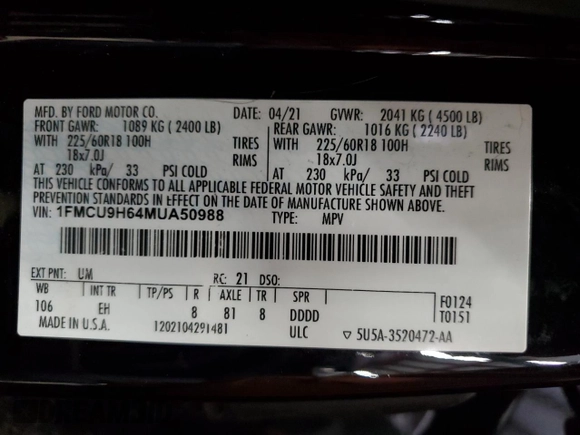 MFD. BY FORD MOTOR CO. DATE: 04/21 GVWR: 2041 KG (4500 LB)
FRONT GAWR: 1089 KG (2400 LB) REAR GAWR: 1016 KG (2240 LB)
WITH 225/60R18 100H TIRES WITH 225/60R18 100H TIRES
18x7.0J RIMS 18x7.0J RIMS
AT 230 kPa/ 33 PSI COLD AT 230 kPa/ 33 PSI COLD
THIS VEHICLE CONFORMS TO ALL APPLICABLE FEDERAL MOTOR VEHICLE SAFETY AND THEFT
PREVENTION STANDARDS IN EFFECT ON THE DATE OF MANUFACTURE SHOWN ABOVE.
VIN: 1FMCU9H64MUA50988 TYPE: MPV
EXT PNT: UM RC: 21 DSO:
WB INT TR TP/PS R AXLE TR SPR F0124
106 EH 8 81 8 DDDD T0151
MADE IN U.S.A. 1202104291481 ULC ▽ 5U5A-3520472-AA